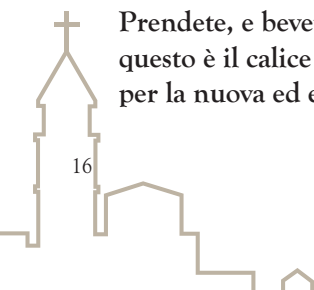 Prendete, e beve
questo è il calice
per la nuova ed e
16